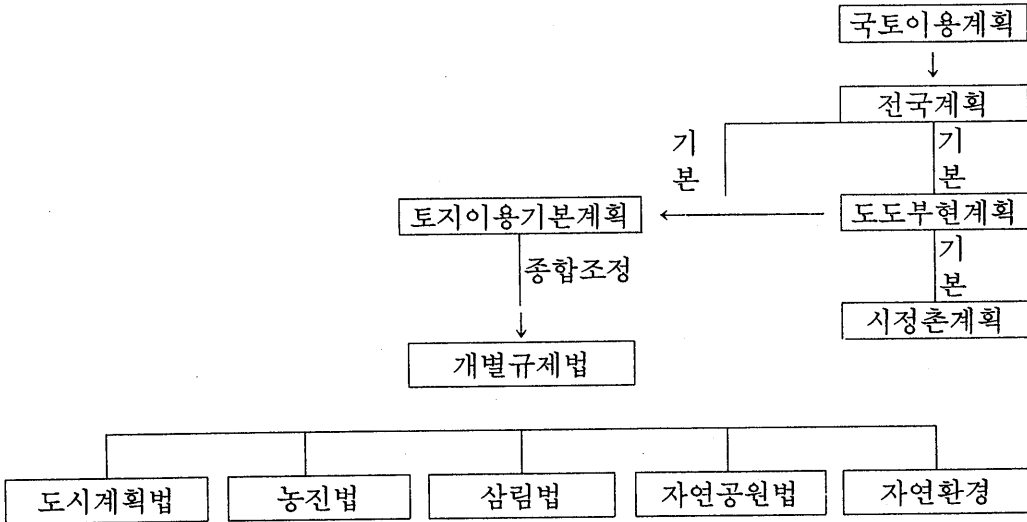 국토이용계획
전국계획
기본
기본
토지이용기본계획
도도부현계획
종합조정
기본
시정촌계획
개별규제법
도시계획법
농진법
삼림법
자연공원법
자연환경